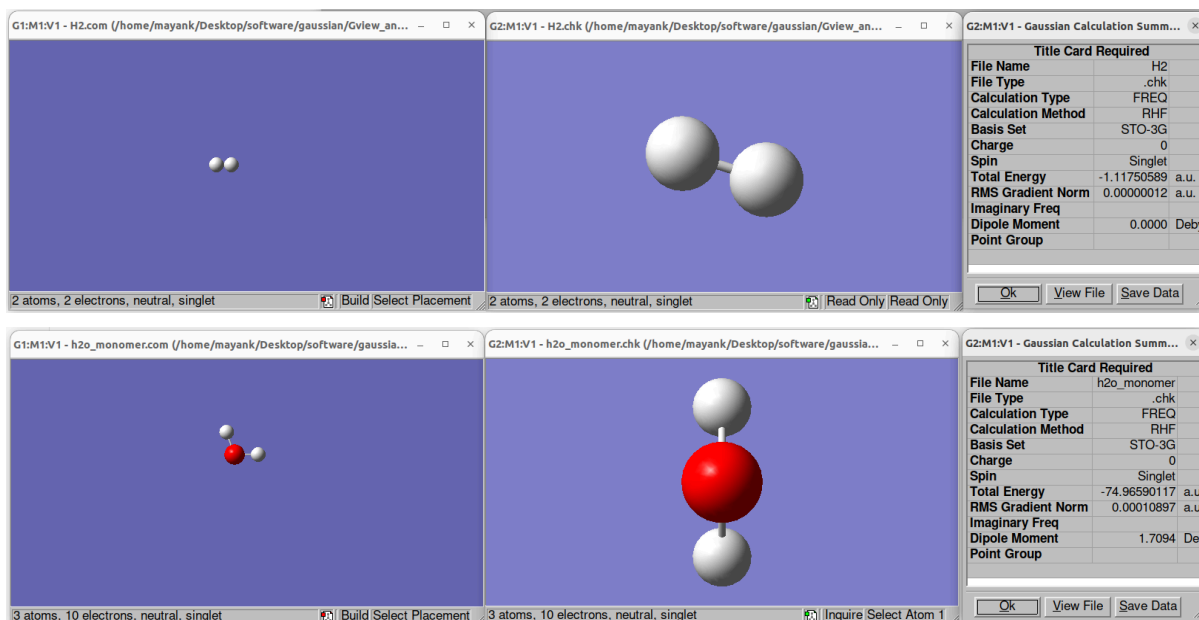 G1:M1:V1 - H2.com (/home/mayank/Desktop/software/gaussian/Gview_an...
2 atoms, 2 electrons, neutral, singlet Build Select Placement
G2:M1:V1 - H2.chk (/home/mayank/Desktop/software/gaussian/Gview_an...
2 atoms, 2 electrons, neutral, singlet Read Only Read Only
G2:M1:V1 - Gaussian Calculation Summ...
Title Card Required
File Name H2
File Type .chk
Calculation Type FREQ
Calculation Method RHF
Basis Set STO-3G
Charge 0
Spin Singlet
Total Energy -1.11750589 a.u.
RMS Gradient Norm 0.00000012 a.u.
Imaginary Freq
Dipole Moment 0.0000 Deb
Point Group
Ok View File Save Data
G1:M1:V1 - h2o_monomer.com (/home/mayank/Desktop/software/gaussia...
3 atoms, 10 electrons, neutral, singlet Build Select Placement
G2:M1:V1 - h2o_monomer.chk (/home/mayank/Desktop/software/gaussia...
3 atoms, 10 electrons, neutral, singlet Inquire Select Atom 1
G2:M1:V1 - Gaussian Calculation Summ...
Title Card Required
File Name h2o_monomer
File Type .chk
Calculation Type FREQ
Calculation Method RHF
Basis Set STO-3G
Charge 0
Spin Singlet
Total Energy -74.96590117 a.u
RMS Gradient Norm 0.00010897 a.u
Imaginary Freq
Dipole Moment 1.7094 De
Point Group
Ok View File Save Data